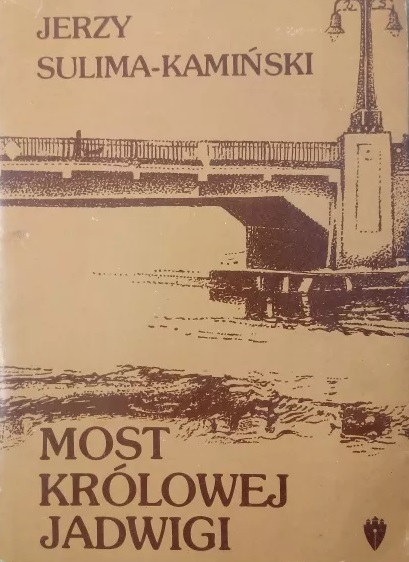 JERZY
SULIMA-KAMIŃSKI
MOST
KRÓLOWEJ
JADWIGI